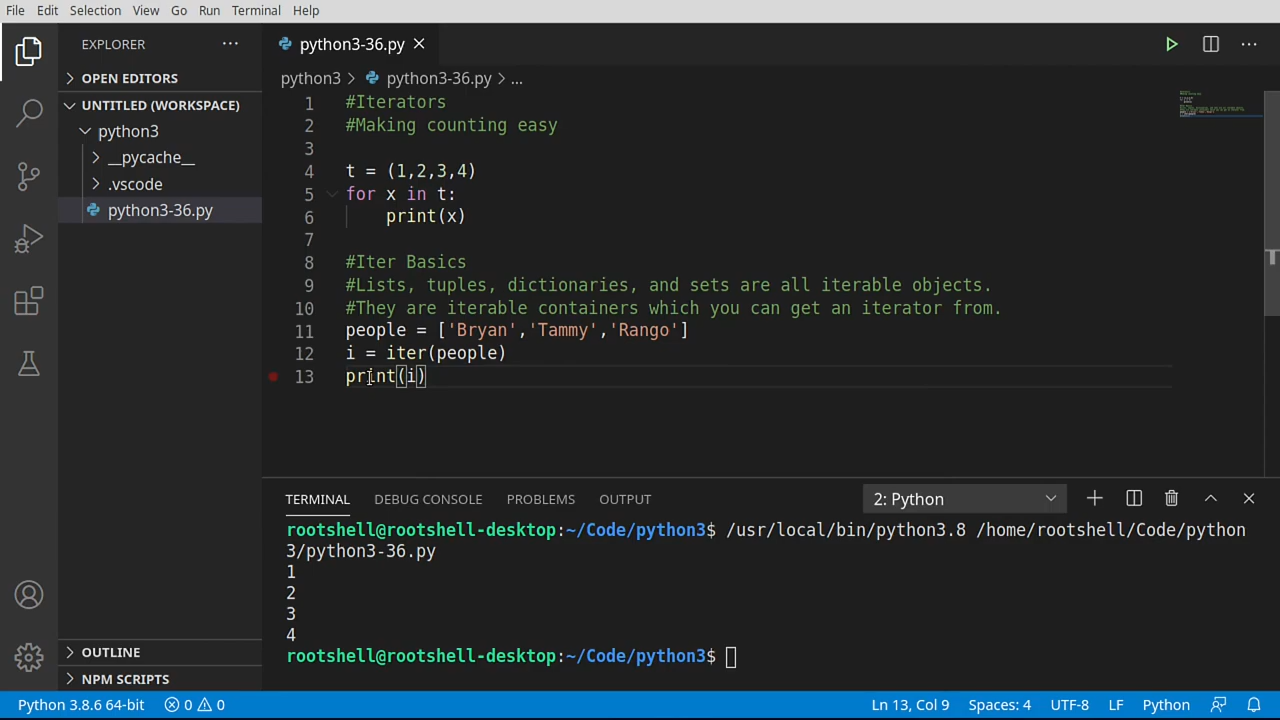 File Edit Selection View Go Run Terminal Help
EXPLORER ···
python3-36.py
OPEN EDITORS
UNTITLED (WORKSPACE)
python3
__pycache__
.vscode
python3-36.py
OUTLINE
NPM SCRIPTS
python3 > python3-36.py > ...
1 #Iterators
2 #Making counting easy
3
4 t = (1,2,3,4)
5 for x in t:
6     print(x)
7
8 #Iter Basics
9 #Lists, tuples, dictionaries, and sets are all iterable objects.
10 #They are iterable containers which you can get an iterator from.
11 people = ['Bryan','Tammy','Rango']
12 i = iter(people)
13 print(i)
TERMINAL DEBUG CONSOLE PROBLEMS OUTPUT 2: Python
rootshell@rootshell-desktop:~/Code/python3$ /usr/local/bin/python3.8 /home/rootshell/Code/python
3/python3-36.py
1
2
3
4
rootshell@rootshell-desktop:~/Code/python3$
Python 3.8.6 64-bit 0 0 Ln 13, Col 9 Spaces: 4 UTF-8 LF Python